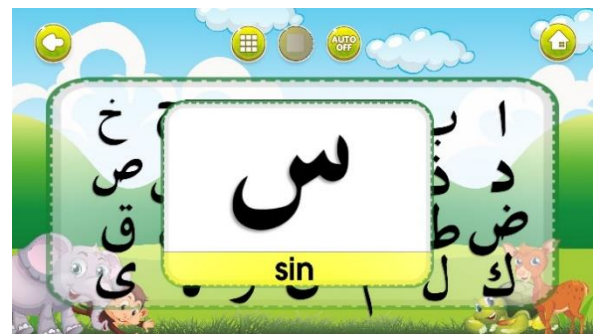 AUTO
OFF
ا ب خ
د ذ ص
ض ط ق
ك ل ى
س
sin